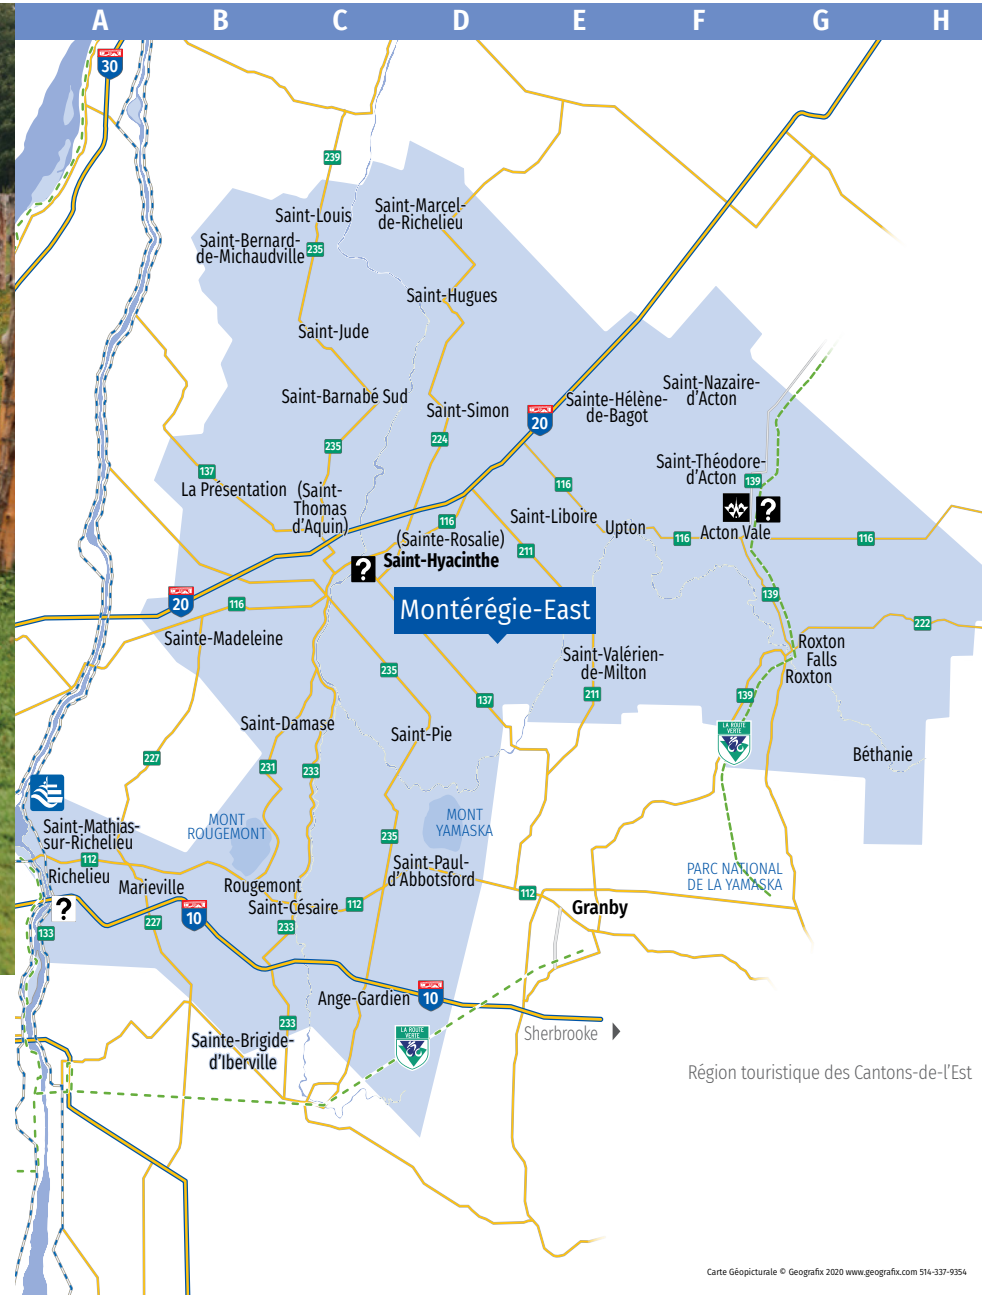 A B C D E F G H
30
239
Saint-Louis
Saint-Marcel-
de-Richelieu
Saint-Bernard-
de-Michaudville
235
Saint-Hugues
Saint-Jude
Saint-Barnabé Sud
Saint-Simon
20
Sainte-Hélène-
de-Bagot
Saint-Nazaire-
d'Acton
224
235
137
La Présentation
(Saint-
Thomas
d'Aquin)
116
Saint-Théodore-
d'Acton
139
?
116
Saint-Liboire
Upton
116
Acton Vale
116
(Sainte-Rosalie)
211
Saint-Hyacinthe
?
20
116
Montérégie-East
139
222
Sainte-Madeleine
Saint-Valérien-
de-Milton
Roxton
Falls
Roxton
235
137
211
139
Saint-Damase
Saint-Pie
LA ROUTE
VERTE
Béthanie
227
231
233
MONT
ROUGEMONT
MONT
YAMASKA
Saint-Mathias-
sur-Richelieu
235
112
Richelieu
Marieville
Rougemont
Saint-Paul-
d'Abbotsford
PARC NATIONAL
DE LA YAMASKA
Saint-Césaire
112
112
Granby
?
133
227
10
233
Ange-Gardien
10
233
Sainte-Brigide-
d'Iberville
LA ROUTE
VERTE
Sherbrooke
Région touristique des Cantons-de-l'Est
Carte Géopicturale © Geografix 2020 www.geografix.com 514-337-9354